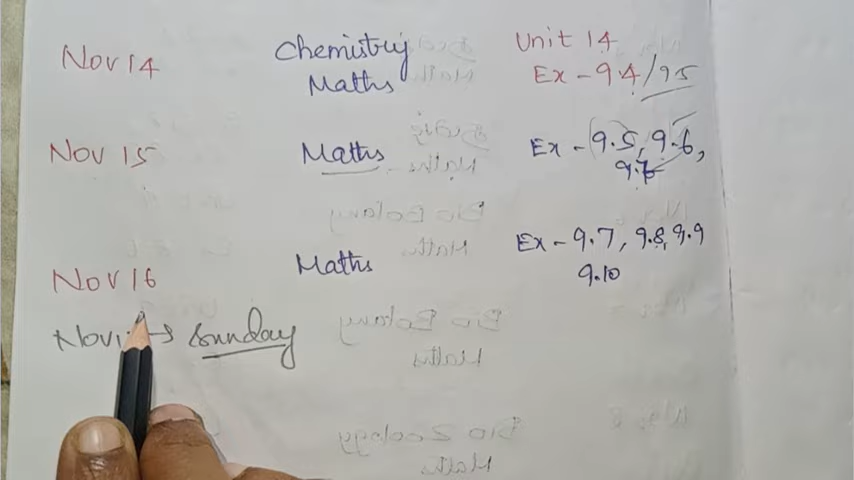 Nov 14 Chemistry Unit 14
Maths Ex - 9.4/9.5
Nov 15 Maths Ex - 9.5, 9.6,
9.7
Maths Ex - 9.7, 9.8, 9.9
Nov 16 9.10
Nov → Sunday